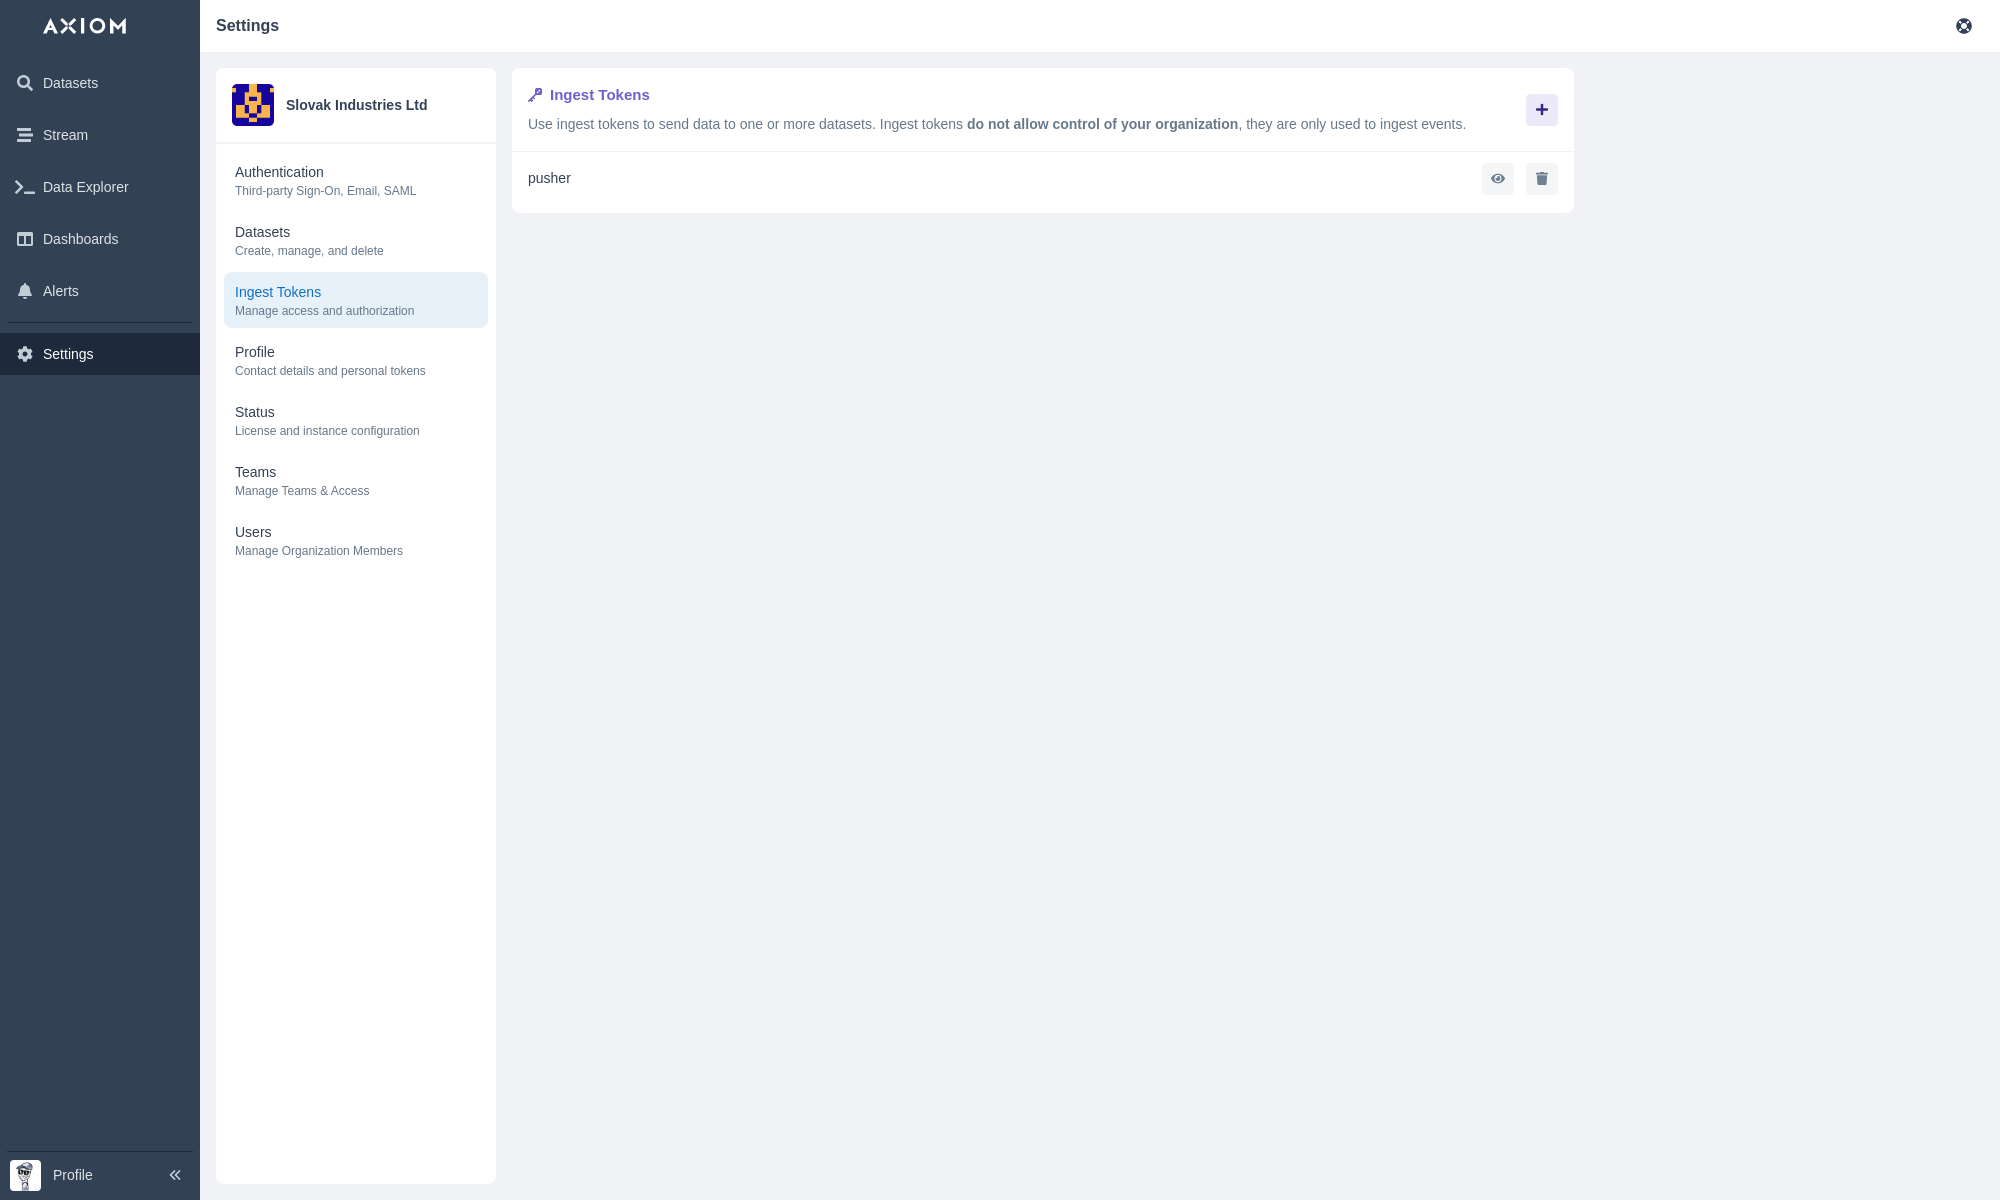 AXIOM
Settings
Datasets
Stream
Data Explorer
Dashboards
Alerts
Settings
Profile
Slovak Industries Ltd
Authentication
Third-party Sign-On, Email, SAML
Datasets
Create, manage, and delete
Ingest Tokens
Manage access and authorization
Profile
Contact details and personal tokens
Status
License and instance configuration
Teams
Manage Teams & Access
Users
Manage Organization Members
Ingest Tokens
Use ingest tokens to send data to one or more datasets. Ingest tokens do not allow control of your organization, they are only used to ingest events.
pusher